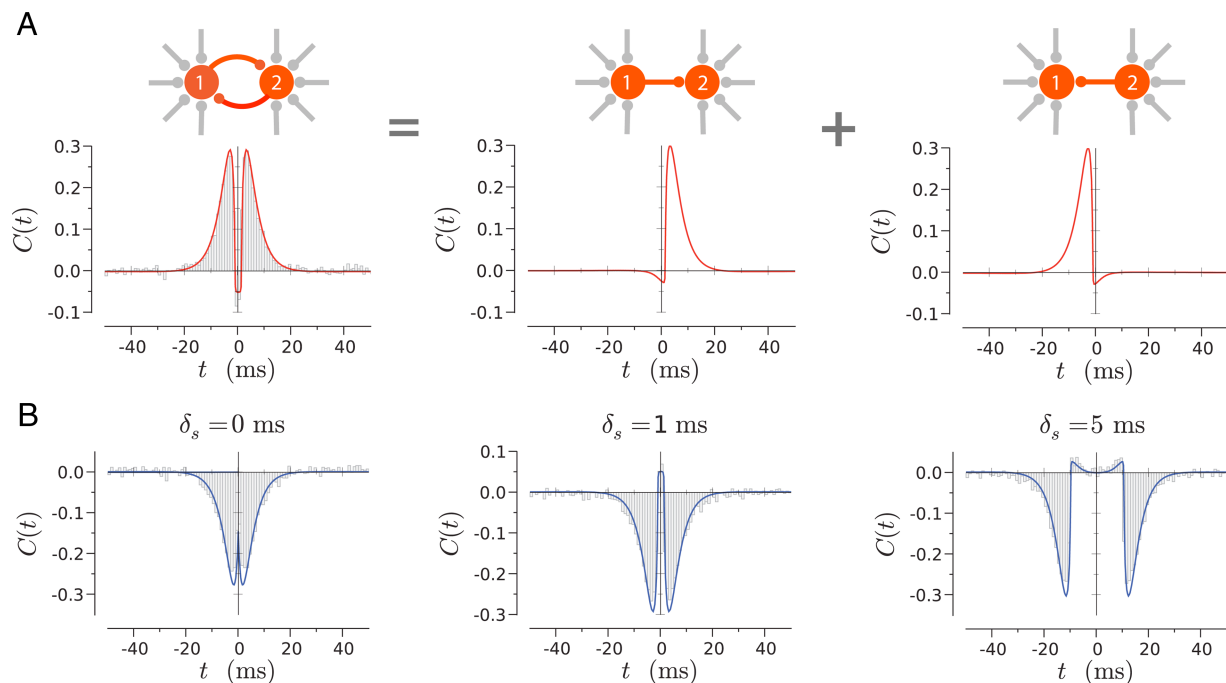 A
1 2 = 1 2 + 1 2
0.3 0.3 0.3
0.2 0.2 0.2
0.1 0.1 0.1
0.0 0.0 0.0
-0.1 -0.1 -0.1
C(t) C(t) C(t)
-40 -20 0 20 40 -40 -20 0 20 40 -40 -20 0 20 40
t (ms) t (ms) t (ms)
B
δs =0 ms δs =1 ms δs =5 ms
0.0 0.1 0.0
-0.1 0.0 -0.1
-0.2 -0.1 -0.2
-0.3 -0.2 -0.3
-0.3
C(t) C(t) C(t)
-40 -20 0 20 40 -40 -20 0 20 40 -40 -20 0 20 40
t (ms) t (ms) t (ms)